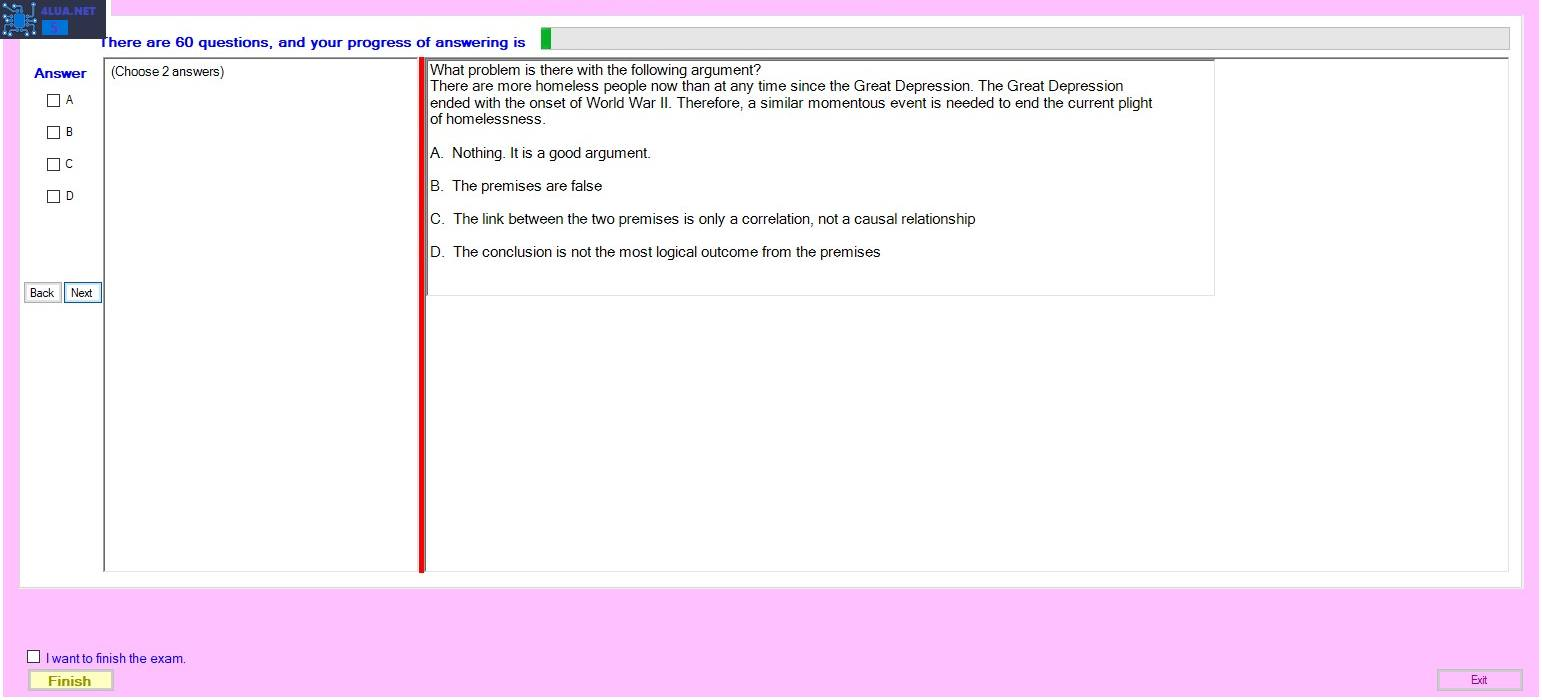 4LUA.NET
5
There are 60 questions, and your progress of answering is
Answer
A
B
C
D
Back Next
(Choose 2 answers)
What problem is there with the following argument?
There are more homeless people now than at any time since the Great Depression. The Great Depression
ended with the onset of World War II. Therefore, a similar momentous event is needed to end the current plight
of homelessness.
A. Nothing. It is a good argument.
B. The premises are false
C. The link between the two premises is only a correlation, not a causal relationship
D. The conclusion is not the most logical outcome from the premises
I want to finish the exam.
Finish
Exit